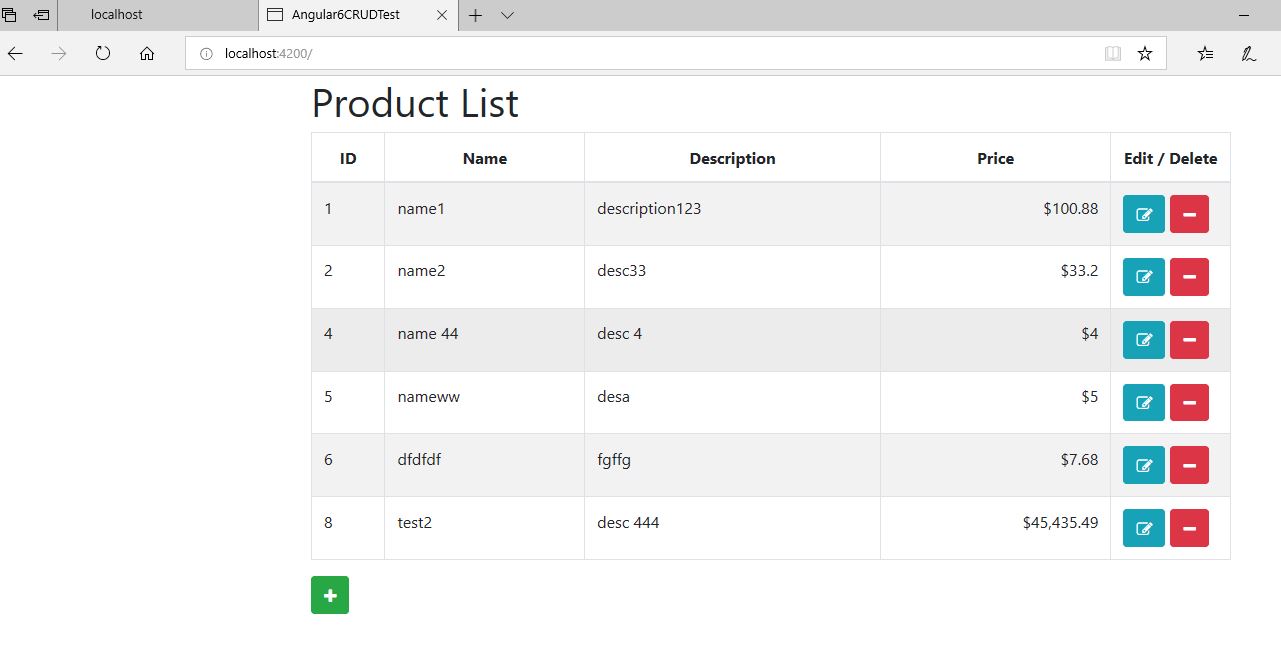 localhost
Angular6CRUDTest
localhost:4200/
Product List
ID Name Description Price Edit / Delete
1 name1 description123 $100.88
2 name2 desc33 $33.2
4 name 44 desc 4 $4
5 nameww desa $5
6 dfdfdf fgffg $7.68
8 test2 desc 444 $45,435.49